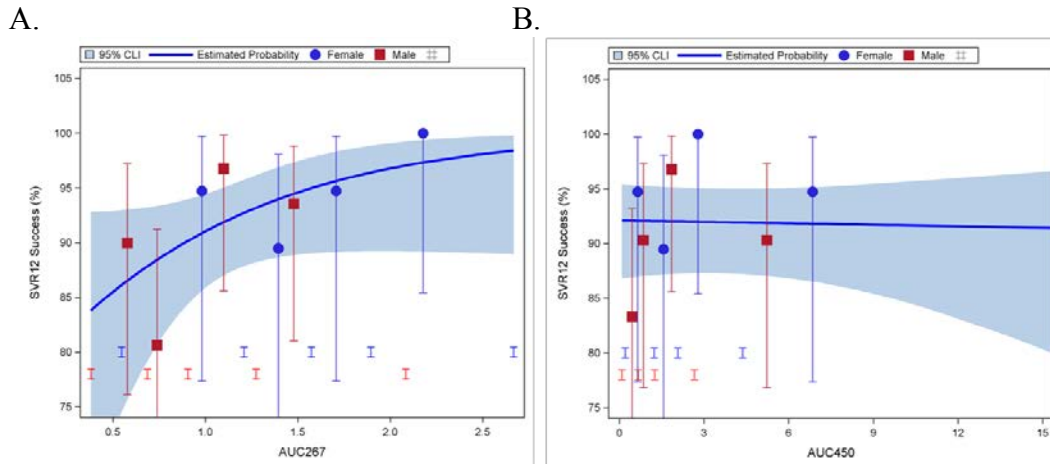 A.
95% CLI Estimated Probability Female Male
105
100
95
90
85
80
75
SVR12 Success (%)
0.5 1.0 1.5 2.0 2.5
AUC267
B.
95% CLI Estimated Probability Female Male
105
100
95
90
85
80
75
SVR12 Success (%)
0 3 6 9 12 15
AUC450